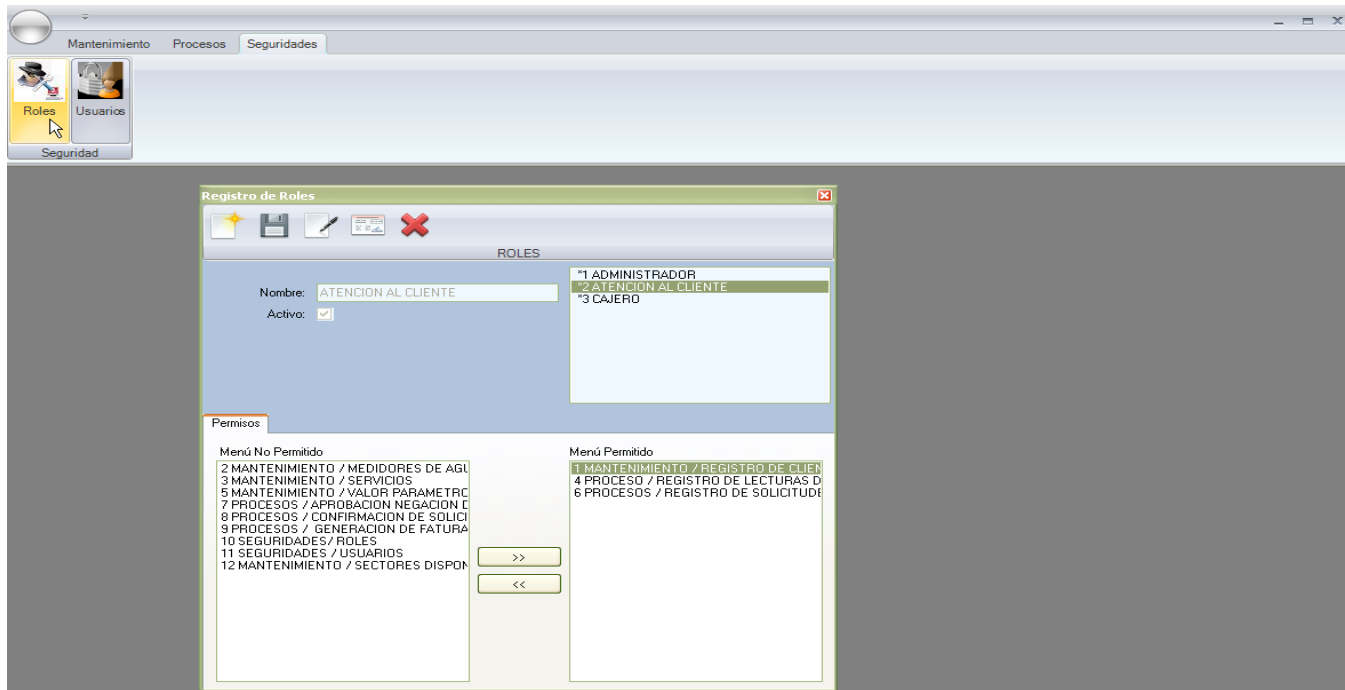 Mantenimiento Procesos Seguridades
Roles Usuarios
Seguridad
Registro de Roles
ROLES
Nombre: ATENCION AL CLIENTE
Activo:
*1 ADMINISTRADOR
*2 ATENCION AL CLIENTE
*3 CAJERO
Permisos
Menú No Permitido
2 MANTENIMIENTO / MEDIDORES DE AGU
3 MANTENIMIENTO / SERVICIOS
5 MANTENIMIENTO / VALOR PARAMETRO
7 PROCESOS / APROBACION NEGACION D
8 PROCESOS / CONFIRMACION DE SOLICI
9 PROCESOS / GENERACION DE FATURA
10 SEGURIDADES/ ROLES
11 SEGURIDADES / USUARIOS
12 MANTENIMIENTO / SECTORES DISPON
>>
<<
Menú Permitido
1 MANTENIMIENTO / REGISTRO DE CLIEN
4 PROCESO / REGISTRO DE LECTURAS D
6 PROCESOS / REGISTRO DE SOLICITUDE